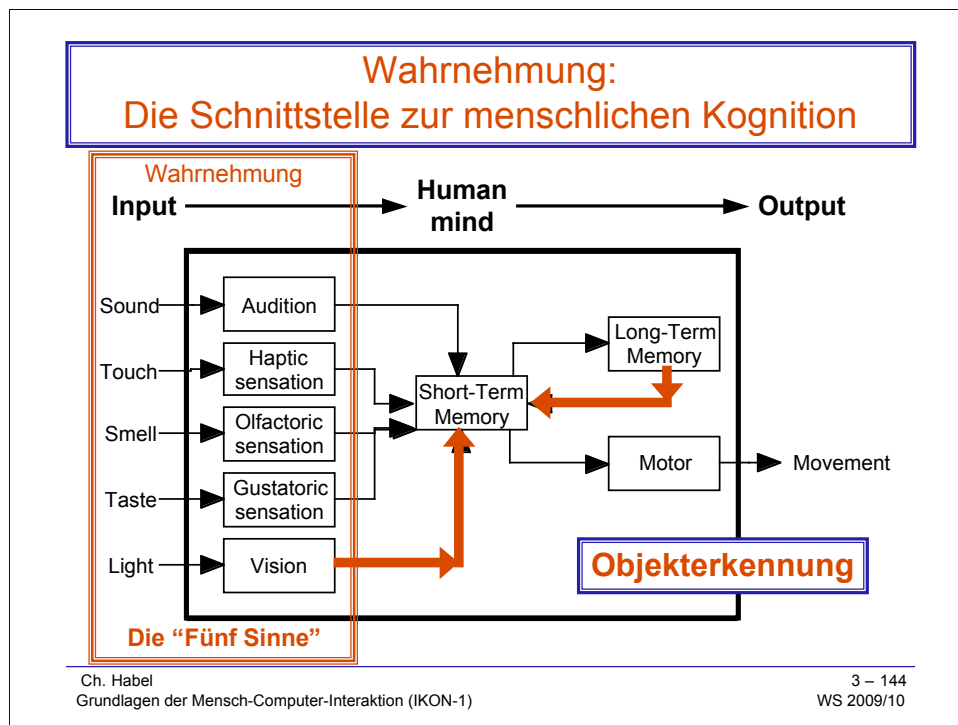 Wahrnehmung:
Die Schnittstelle zur menschlichen Kognition
Wahrnehmung
Input
Human
mind
Output
Sound
Audition
Touch
Haptic
sensation
Smell
Olfactoric
sensation
Taste
Gustatoric
sensation
Light
Vision
Short-Term
Memory
Long-Term
Memory
Motor
Movement
Objekterkennung
Die “Fünf Sinne”
Ch. Habel
3 – 144
Grundlagen der Mensch-Computer-Interaktion (IKON-1)
WS 2009/10